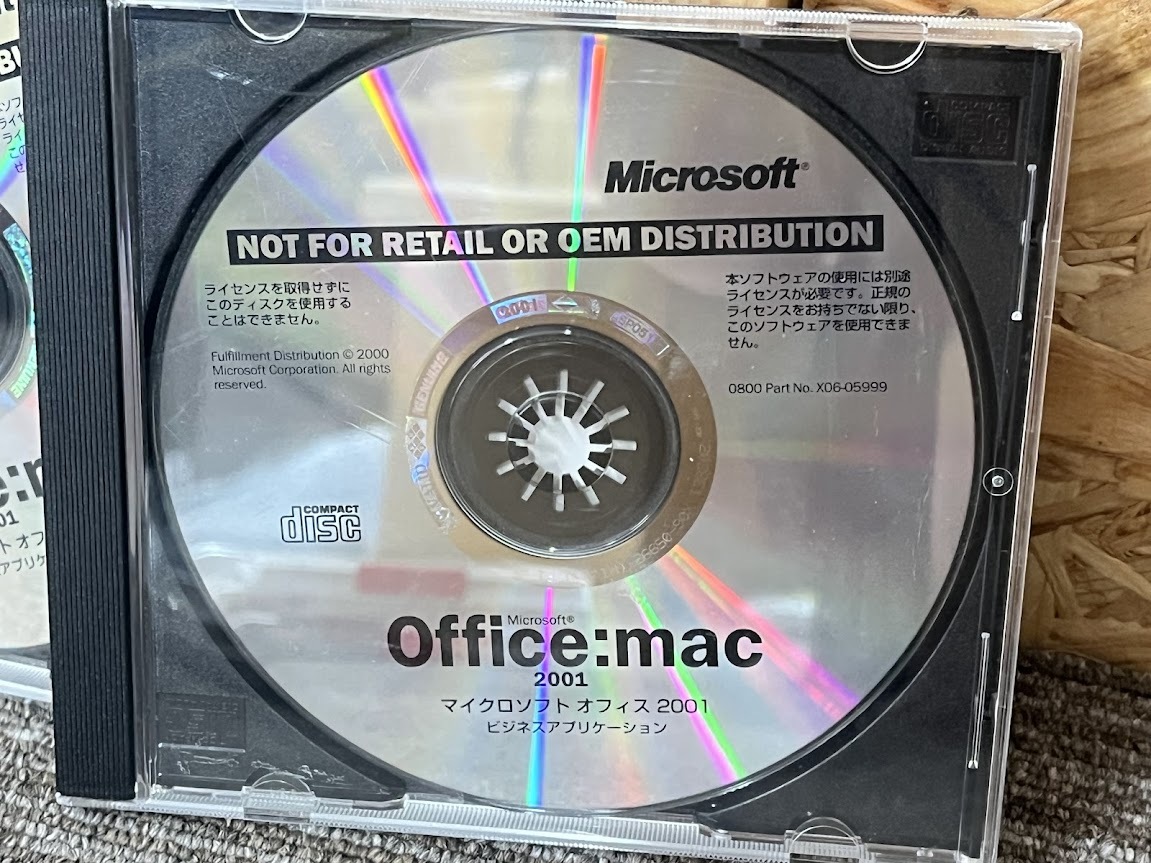 Microsoft®
NOT FOR RETAIL OR OEM DISTRIBUTION
ライセンスを取得せずに
このディスクを使用する
ことはできません。
Fulfillment Distribution © 2000
Microsoft Corporation. All rights
reserved.
本ソフトウェアの使用には別途
ライセンスが必要です。正規の
ライセンスをお持ちでない限り、
このソフトウェアを使用できま
せん。
0800 Part No. X06-05999
COMPACT
disc
Microsoft®
Office:mac
2001
マイクロソフト オフィス 2001
ビジネスアプリケーション
COMPACT
disc